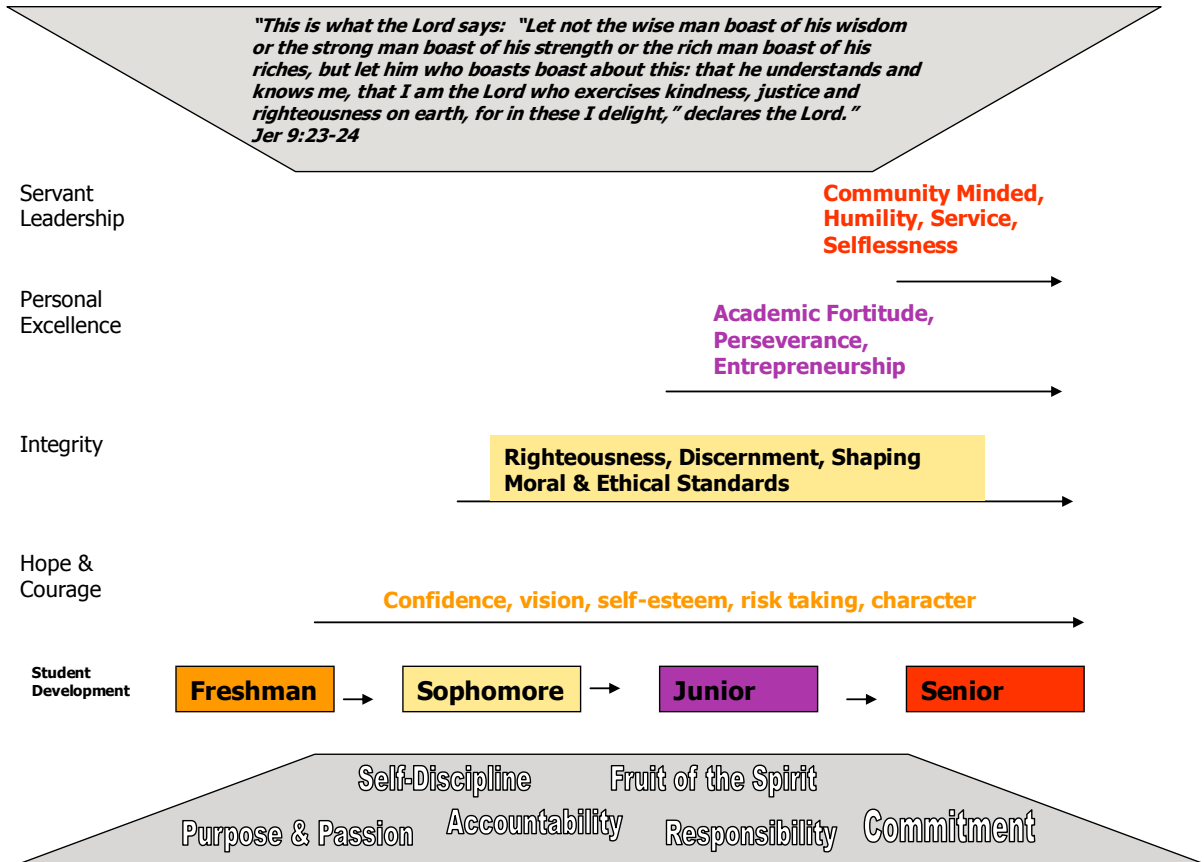 “This is what the Lord says:  “Let not the wise man boast of his wisdom
or the strong man boast of his strength or the rich man boast of his
riches, but let him who boasts boast about this: that he understands and
knows me, that I am the Lord who exercises kindness, justice and
righteousness on earth, for in these I delight,” declares the Lord.”
Jer 9:23-24
Servant
Leadership
Community Minded,
Humility, Service,
Selflessness
Personal
Excellence
Academic Fortitude,
Perseverance,
Entrepreneurship
Integrity
Righteousness, Discernment, Shaping
Moral & Ethical Standards
Hope &
Courage
Confidence, vision, self-esteem, risk taking, character
Student
Development
Freshman
Sophomore
Junior
Senior
Self-Discipline
Fruit of the Spirit
Purpose & Passion
Accountability
Responsibility
Commitment